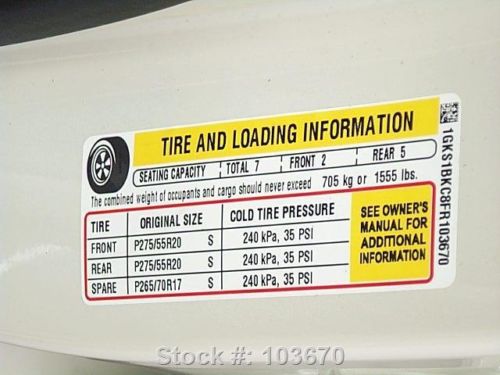 TIRE AND LOADING INFORMATION
SEATING CAPACITY TOTAL 7 FRONT 2 REAR 5
The combined weight of occupants and cargo should never exceed 705 kg or 1555 lbs.
TIRE ORIGINAL SIZE COLD TIRE PRESSURE
FRONT P275/55R20 S 240 kPa, 35 PSI
REAR P275/55R20 S 240 kPa, 35 PSI
SPARE P265/70R17 S 240 kPa, 35 PSI
SEE OWNER'S
MANUAL FOR
ADDITIONAL
INFORMATION
1GKS1BKC8FR103670
Stock #: 103670